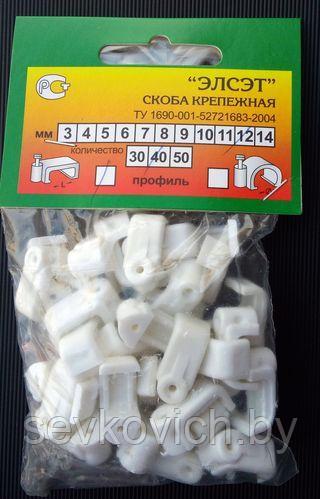 РС+
"ЭЛСЭТ"
СКОБА КРЕПЕЖНАЯ
ТУ 1690-001-52721683-2004
мм 3 4 5 6 7 8 9 10 11 12 14
количество 30 40 50
L профиль D
sevkovich.by